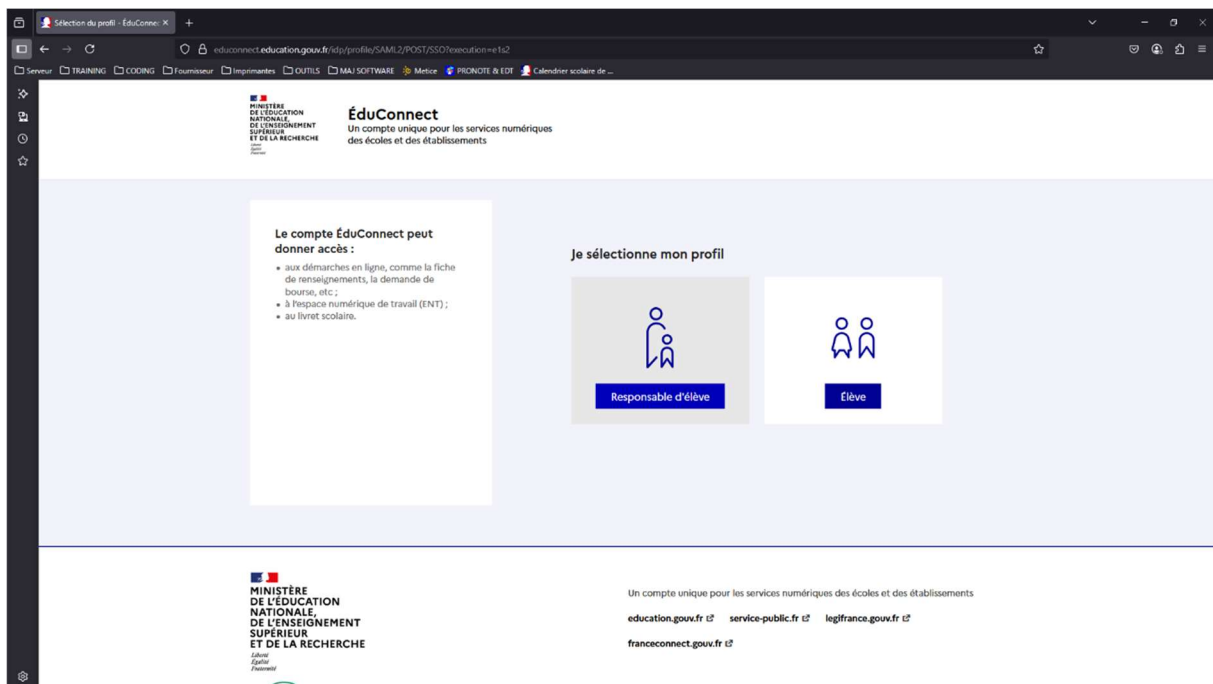 Sélection du profil - ÉduConnec
educonnect.education.gouv.fr/idp/profile/SAML2/POST/SSO?execution=e1s2
Serveur TRAINING CODING Fournisseur Imprimantes OUTILS MAJ SOFTWARE Metice PRONOTE & EDT Calendrier scolaire de ...
MINISTÈRE
DE L'ÉDUCATION
NATIONALE,
DE L'ENSEIGNEMENT
SUPÉRIEUR
ET DE LA RECHERCHE
Liberté
Égalité
Fraternité
ÉduConnect
Un compte unique pour les services numériques
des écoles et des établissements
Le compte ÉduConnect peut
donner accès :
• aux démarches en ligne, comme la fiche
de renseignements, la demande de
bourse, etc ;
• à l'espace numérique de travail (ENT) ;
• au livret scolaire.
Je sélectionne mon profil
Responsable d'élève
Élève
MINISTÈRE
DE L'ÉDUCATION
NATIONALE,
DE L'ENSEIGNEMENT
SUPÉRIEUR
ET DE LA RECHERCHE
Liberté
Égalité
Fraternité
Un compte unique pour les services numériques des écoles et des établissements
education.gouv.fr service-public.fr legifrance.gouv.fr
franceconnect.gouv.fr